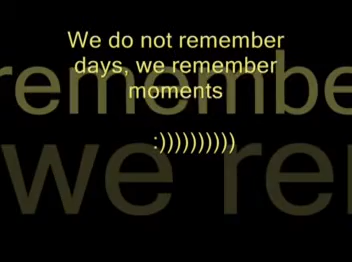 We do not remember
days, we remember
moments
:))))))))))
remembe
we re